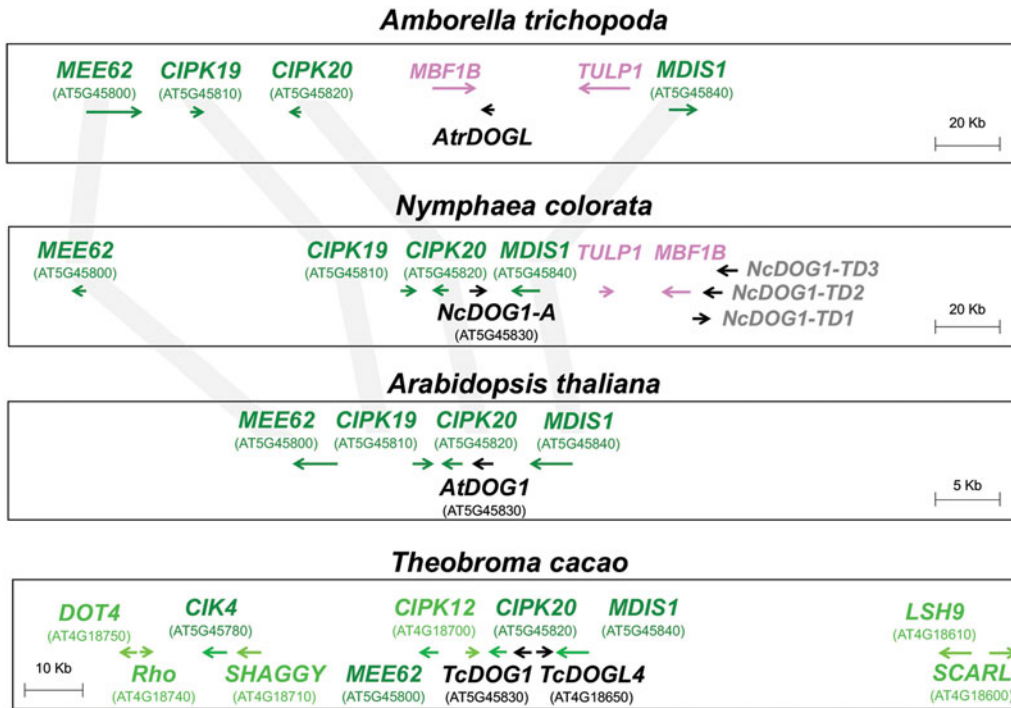 Amborella trichopoda
MEE62 CIPK19 CIPK20 MBF1B TULP1 MDIS1
(AT5G45800) (AT5G45810) (AT5G45820) (AT5G45840)
AtrDOGL
20 Kb
Nymphaea colorata
MEE62 CIPK19 CIPK20 MDIS1 TULP1 MBF1B
(AT5G45800) (AT5G45810) (AT5G45820) (AT5G45840)
NcDOG1-TD3
NcDOG1-TD2
NcDOG1-A NcDOG1-TD1
(AT5G45830)
20 Kb
Arabidopsis thaliana
MEE62 CIPK19 CIPK20 MDIS1
(AT5G45800) (AT5G45810) (AT5G45820) (AT5G45840)
AtDOG1
(AT5G45830)
5 Kb
Theobroma cacao
DOT4 CIK4 CIPK12 CIPK20 MDIS1 LSH9
(AT4G18750) (AT5G45780) (AT4G18700) (AT5G45820) (AT5G45840) (AT4G18610)
10 Kb
Rho SHAGGY MEE62 TcDOG1 TcDOGL4 SCARL
(AT4G18740) (AT4G18710) (AT5G45800) (AT5G45830) (AT4G18650) (AT4G18600)